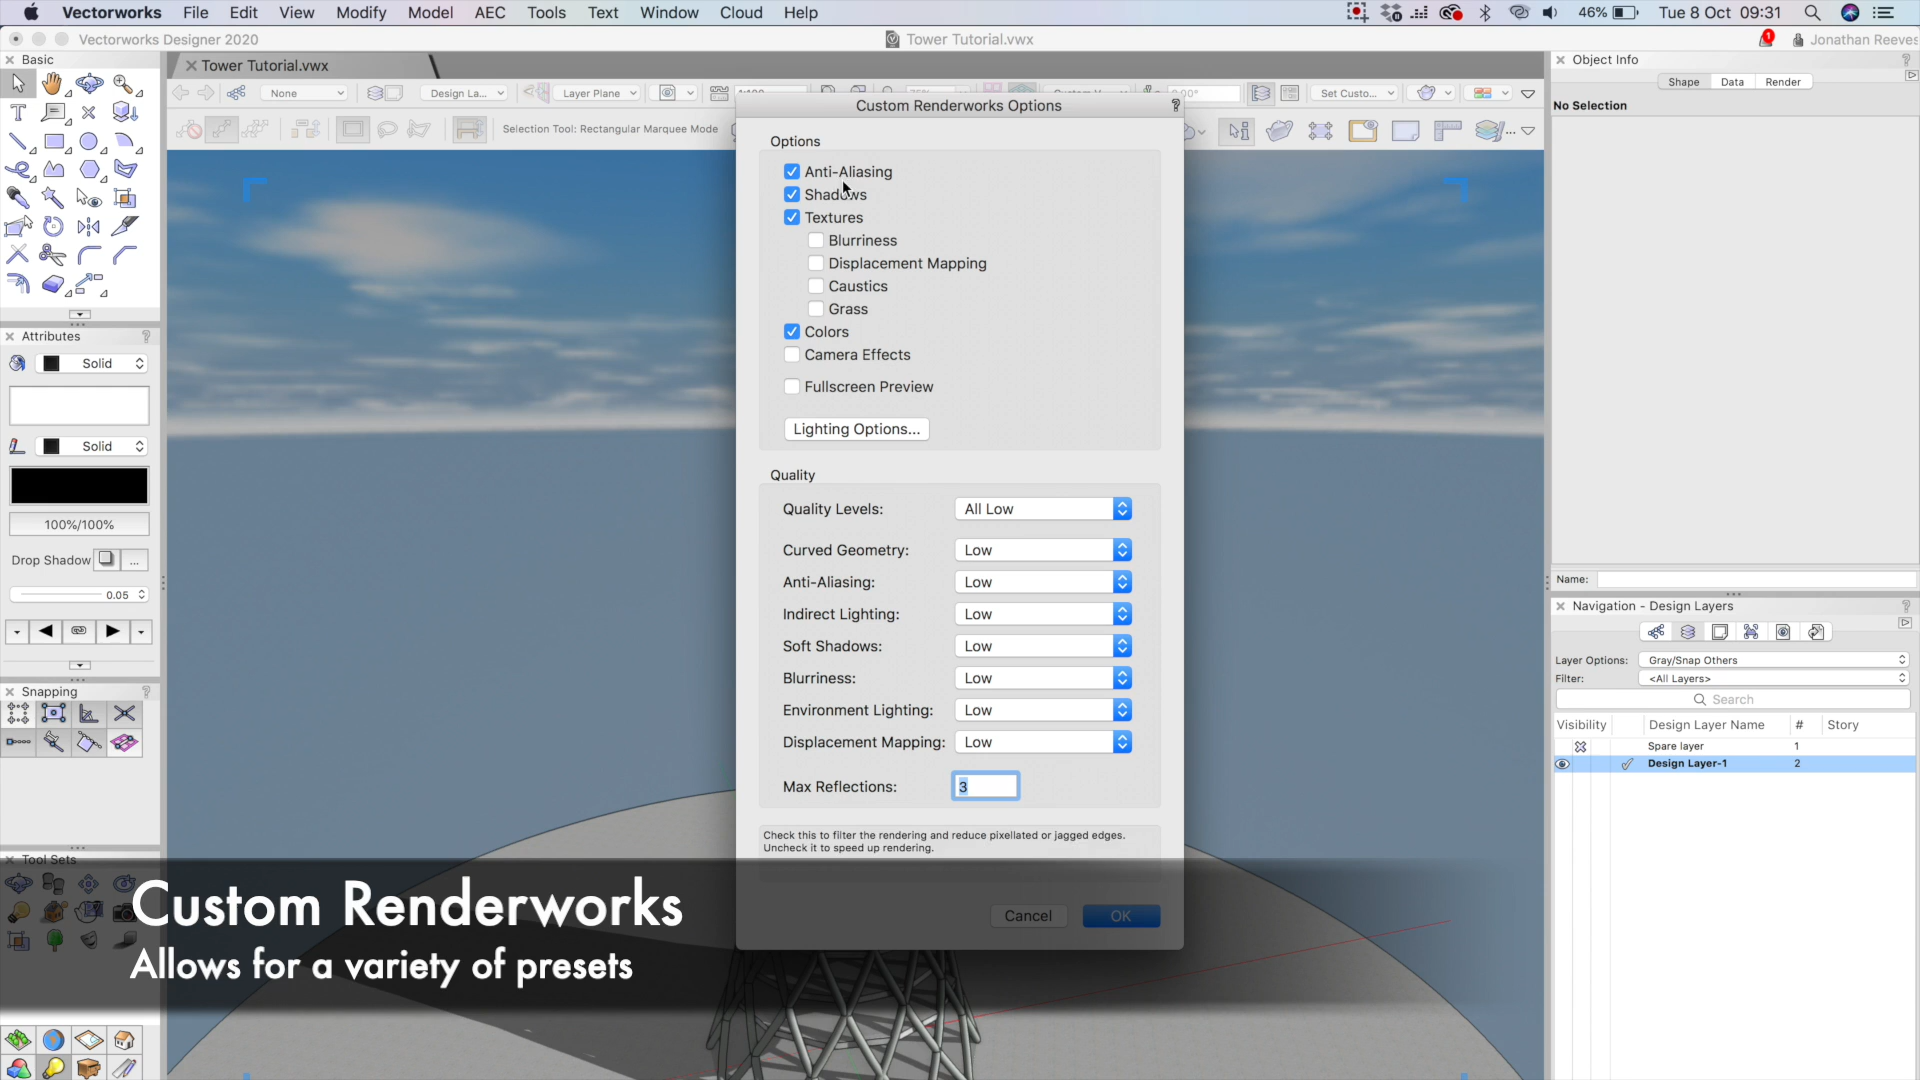 Vectorworks File Edit View Modify Model AEC Tools Text Window Cloud Help
46% Tue 8 Oct 09:31
Vectorworks Designer 2020
Tower Tutorial.vwx
1
Jonathan Reeves
Basic
Tower Tutorial.vwx
Object Info
?
Shape Data Render
No Selection
None
Design La...
Layer Plane
Set Custo...
Selection Tool: Rectangular Marquee Mode
Custom Renderworks Options
?
Options
Anti-Aliasing
Shadows
Textures
Blurriness
Displacement Mapping
Caustics
Grass
Colors
Camera Effects
Fullscreen Preview
Lighting Options...
Quality
Quality Levels: All Low
Curved Geometry: Low
Anti-Aliasing: Low
Indirect Lighting: Low
Soft Shadows: Low
Blurriness: Low
Environment Lighting: Low
Displacement Mapping: Low
Max Reflections: 3
Check this to filter the rendering and reduce pixellated or jagged edges.
Uncheck it to speed up rendering.
Cancel OK
Attributes ?
Solid
Solid
100%/100%
Drop Shadow ...
0.05
Snapping ?
Tool Sets
Name:
Navigation - Design Layers ?
Layer Options: Gray/Snap Others
Filter: <All Layers>
Search
Visibility Design Layer Name # Story
Spare layer 1
Design Layer-1 2
Custom Renderworks
Allows for a variety of presets